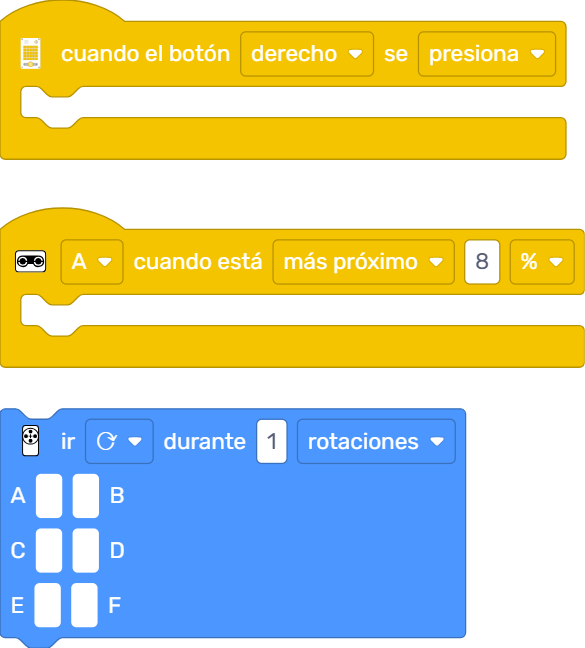 cuando el botón derecho se presiona
A cuando está más próximo 8 %
ir durante 1 rotaciones
A B
C D
E F